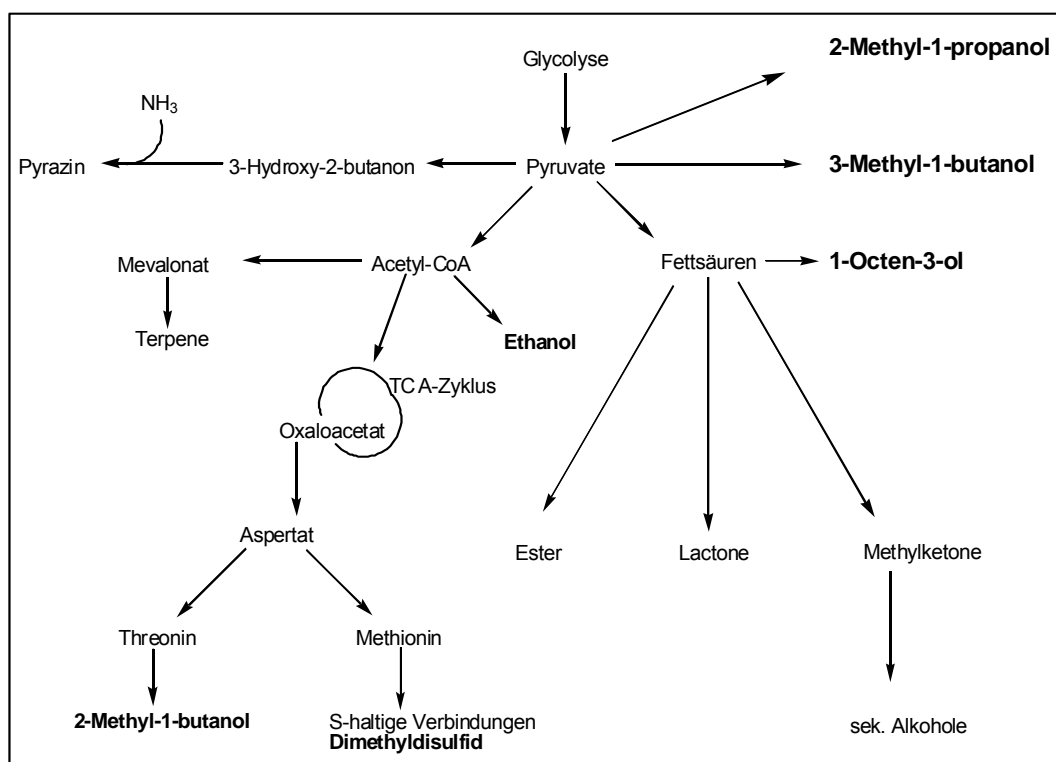 2-Methyl-1-propanol
Glycolyse
NH3
Pyrazin
3-Hydroxy-2-butanon
Pyruvate
3-Methyl-1-butanol
Mevalonat
Acetyl-CoA
Fettsäuren
1-Octen-3-ol
Terpene
Ethanol
TCA-Zyklus
Oxaloacetat
Aspertat
Ester
Lactone
Methylketone
Threonin
Methionin
2-Methyl-1-butanol
S-haltige Verbindungen
Dimethyldisulfid
sek. Alkohole